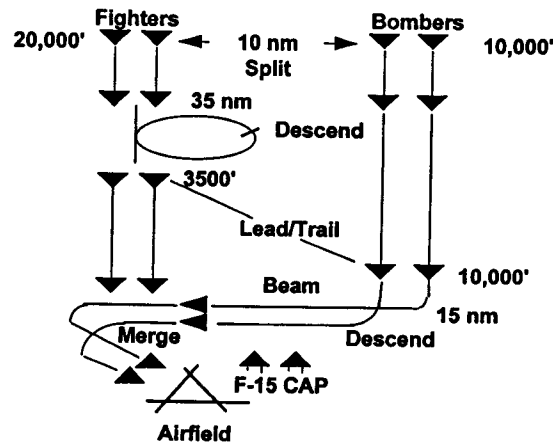 Fighters
Bombers
20,000'
10 nm
Split
10,000'
35 nm
Descend
3500'
Lead/Trail
Beam
10,000'
15 nm
Merge
Descend
F-15 CAP
Airfield